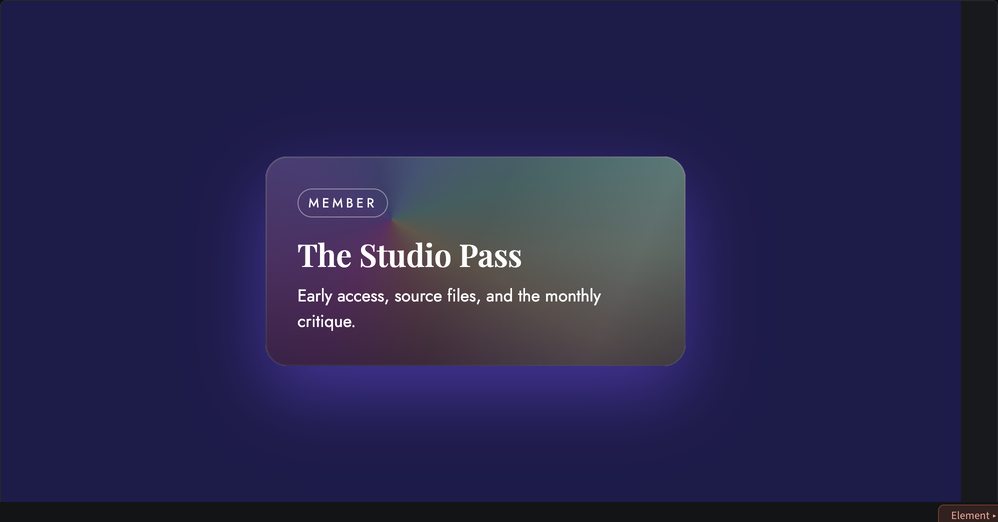 MEMBER
The Studio Pass
Early access, source files, and the monthly
critique.
Element